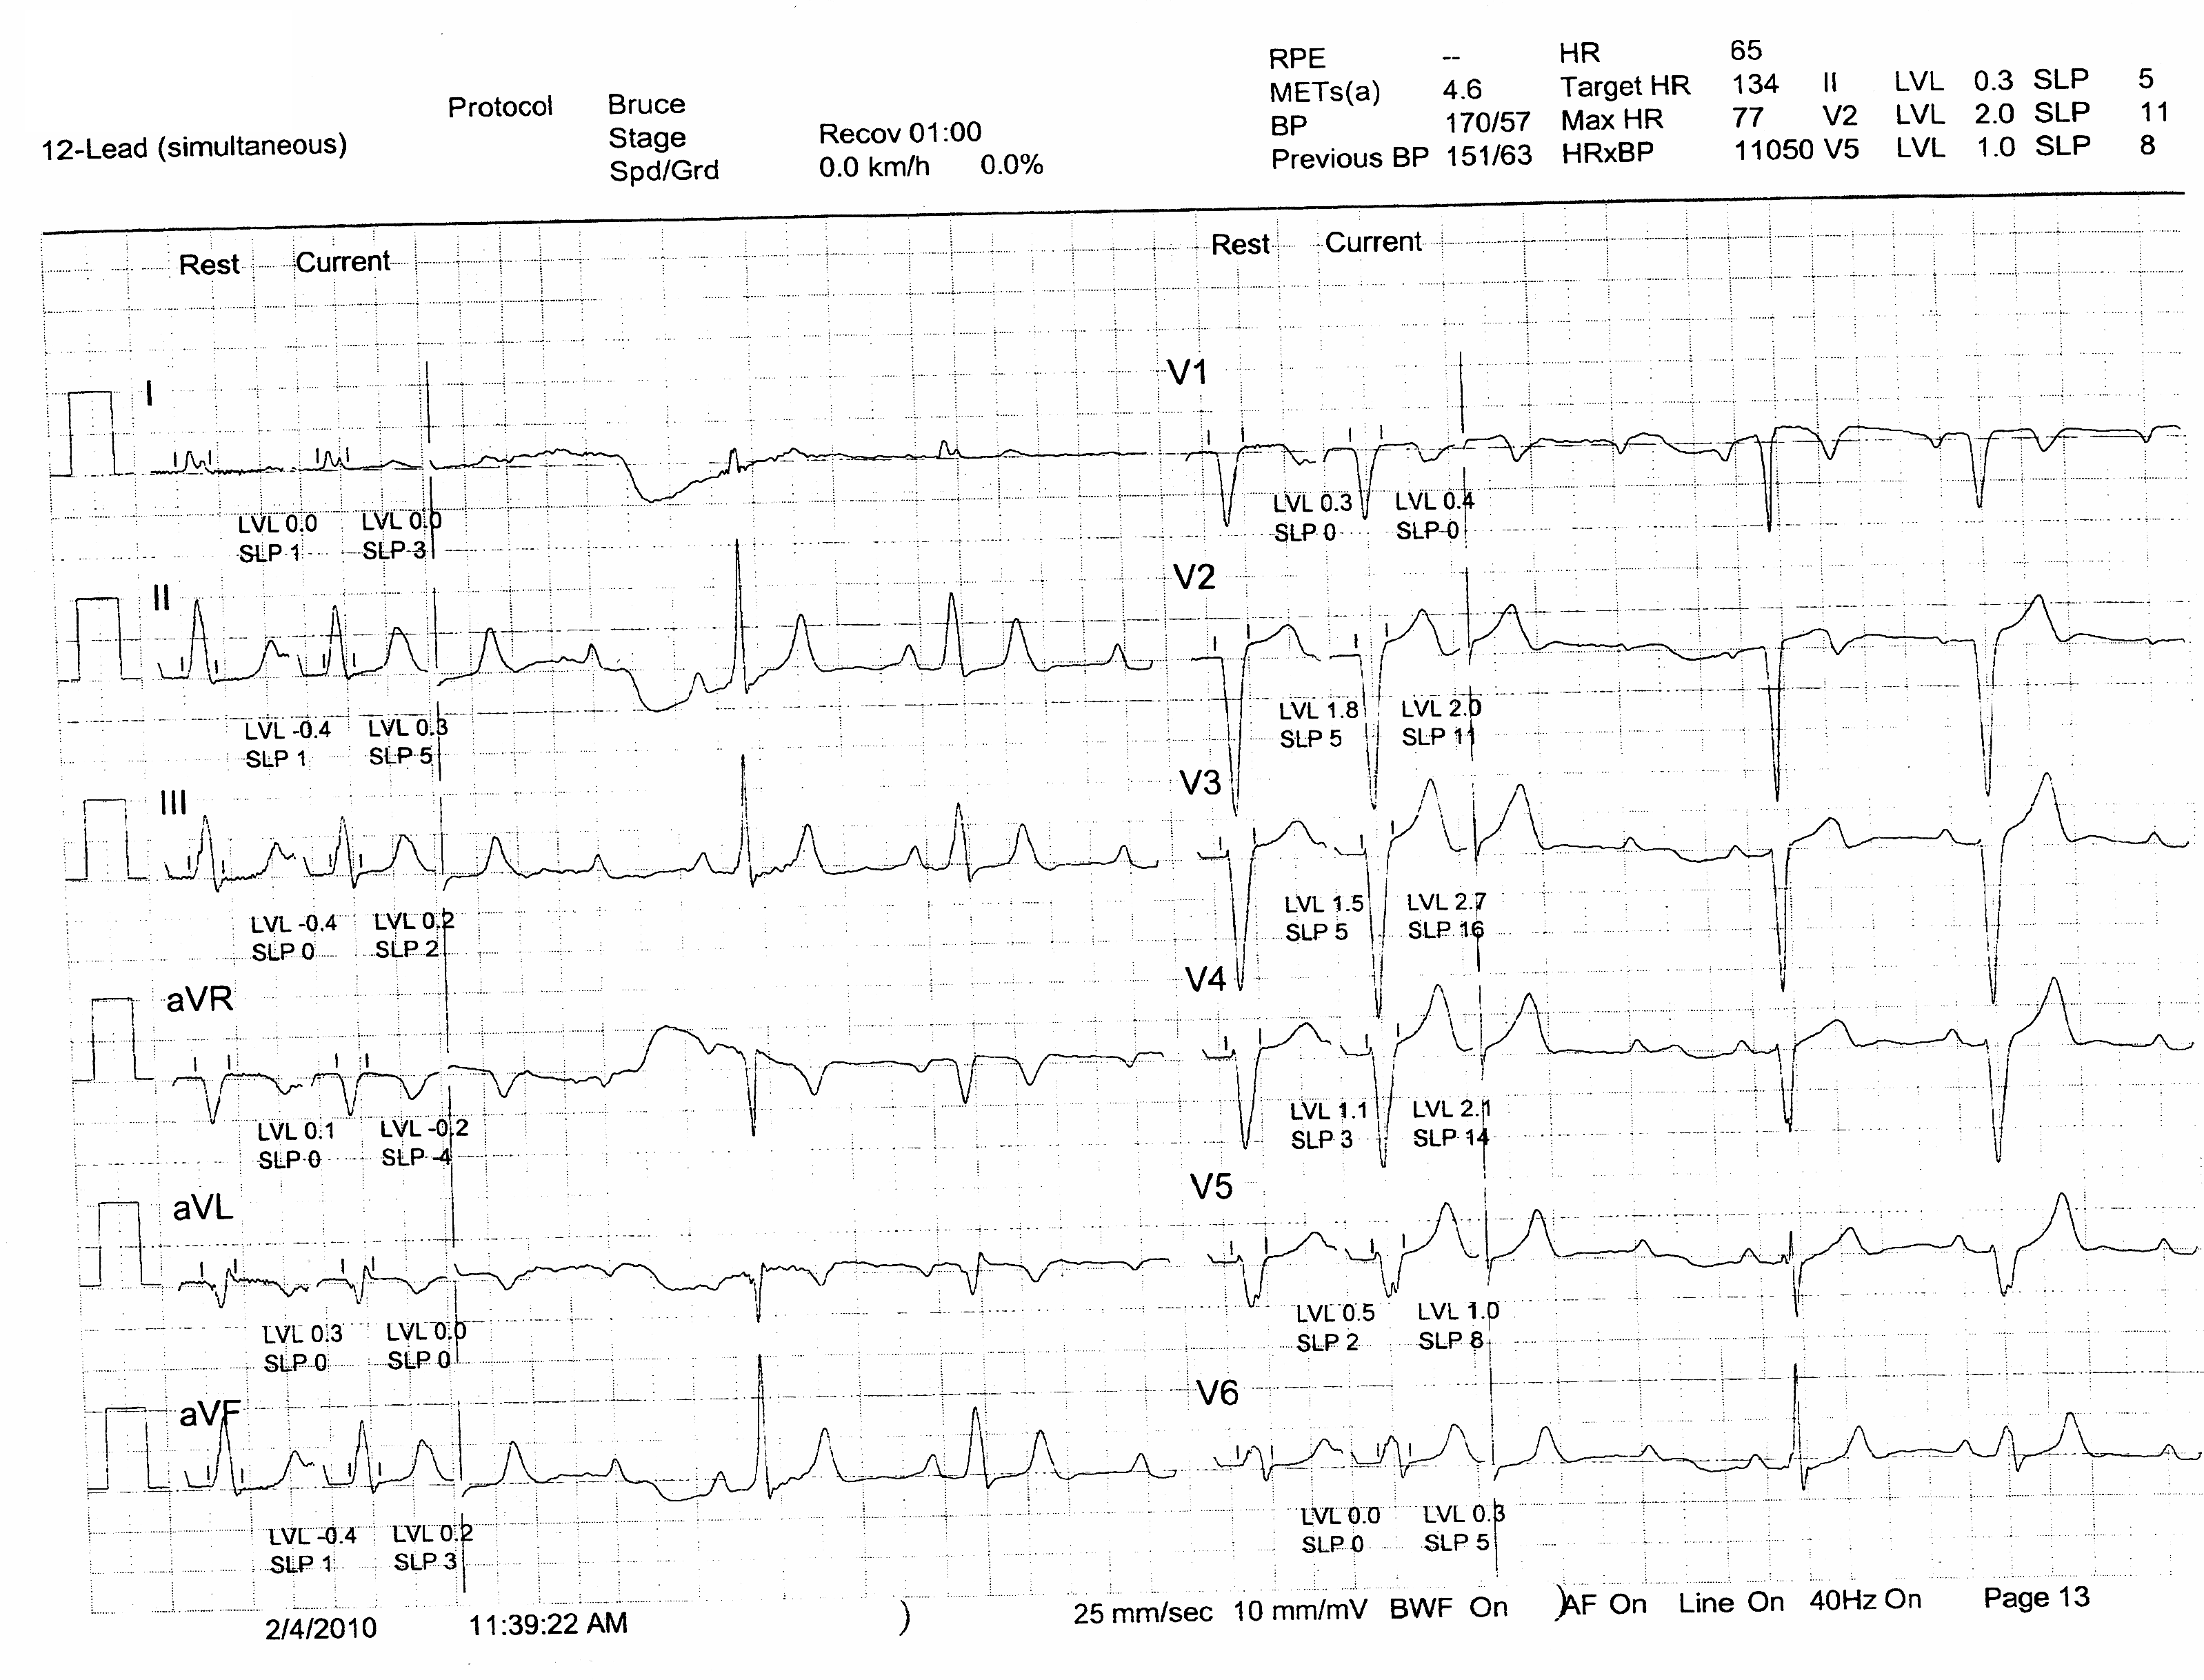 RPE -- HR 65
METs(a) 4.6 Target HR 134 II LVL 0.3 SLP 5
Protocol Bruce BP 170/57 Max HR 77 V2 LVL 2.0 SLP 11
12-Lead (simultaneous) Stage Recov 01:00 Previous BP 151/63 HRxBP 11050 V5 LVL 1.0 SLP 8
Spd/Grd 0.0 km/h 0.0%
Rest Current Rest Current
I V1
LVL 0.0 LVL 0.0 LVL 0.3 LVL 0.4
SLP 1 SLP 3 SLP 0 SLP 0
II V2
LVL -0.4 LVL 0.3 LVL 1.8 LVL 2.0
SLP 1 SLP 5 SLP 5 SLP 11
III V3
LVL -0.4 LVL 0.2 LVL 1.5 LVL 2.7
SLP 0 SLP 2 SLP 5 SLP 16
aVR V4
LVL 0.1 LVL -0.2 LVL 1.1 LVL 2.1
SLP 0 SLP -4 SLP 3 SLP 14
aVL V5
LVL 0.3 LVL 0.0 LVL 0.5 LVL 1.0
SLP 0 SLP 0 SLP 2 SLP 8
aVF V6
LVL -0.4 LVL 0.2 LVL 0.0 LVL 0.3
SLP 1 SLP 3 SLP 0 SLP 5
2/4/2010 11:39:22 AM ) 25 mm/sec 10 mm/mV BWF On )AF On Line On 40Hz On Page 13